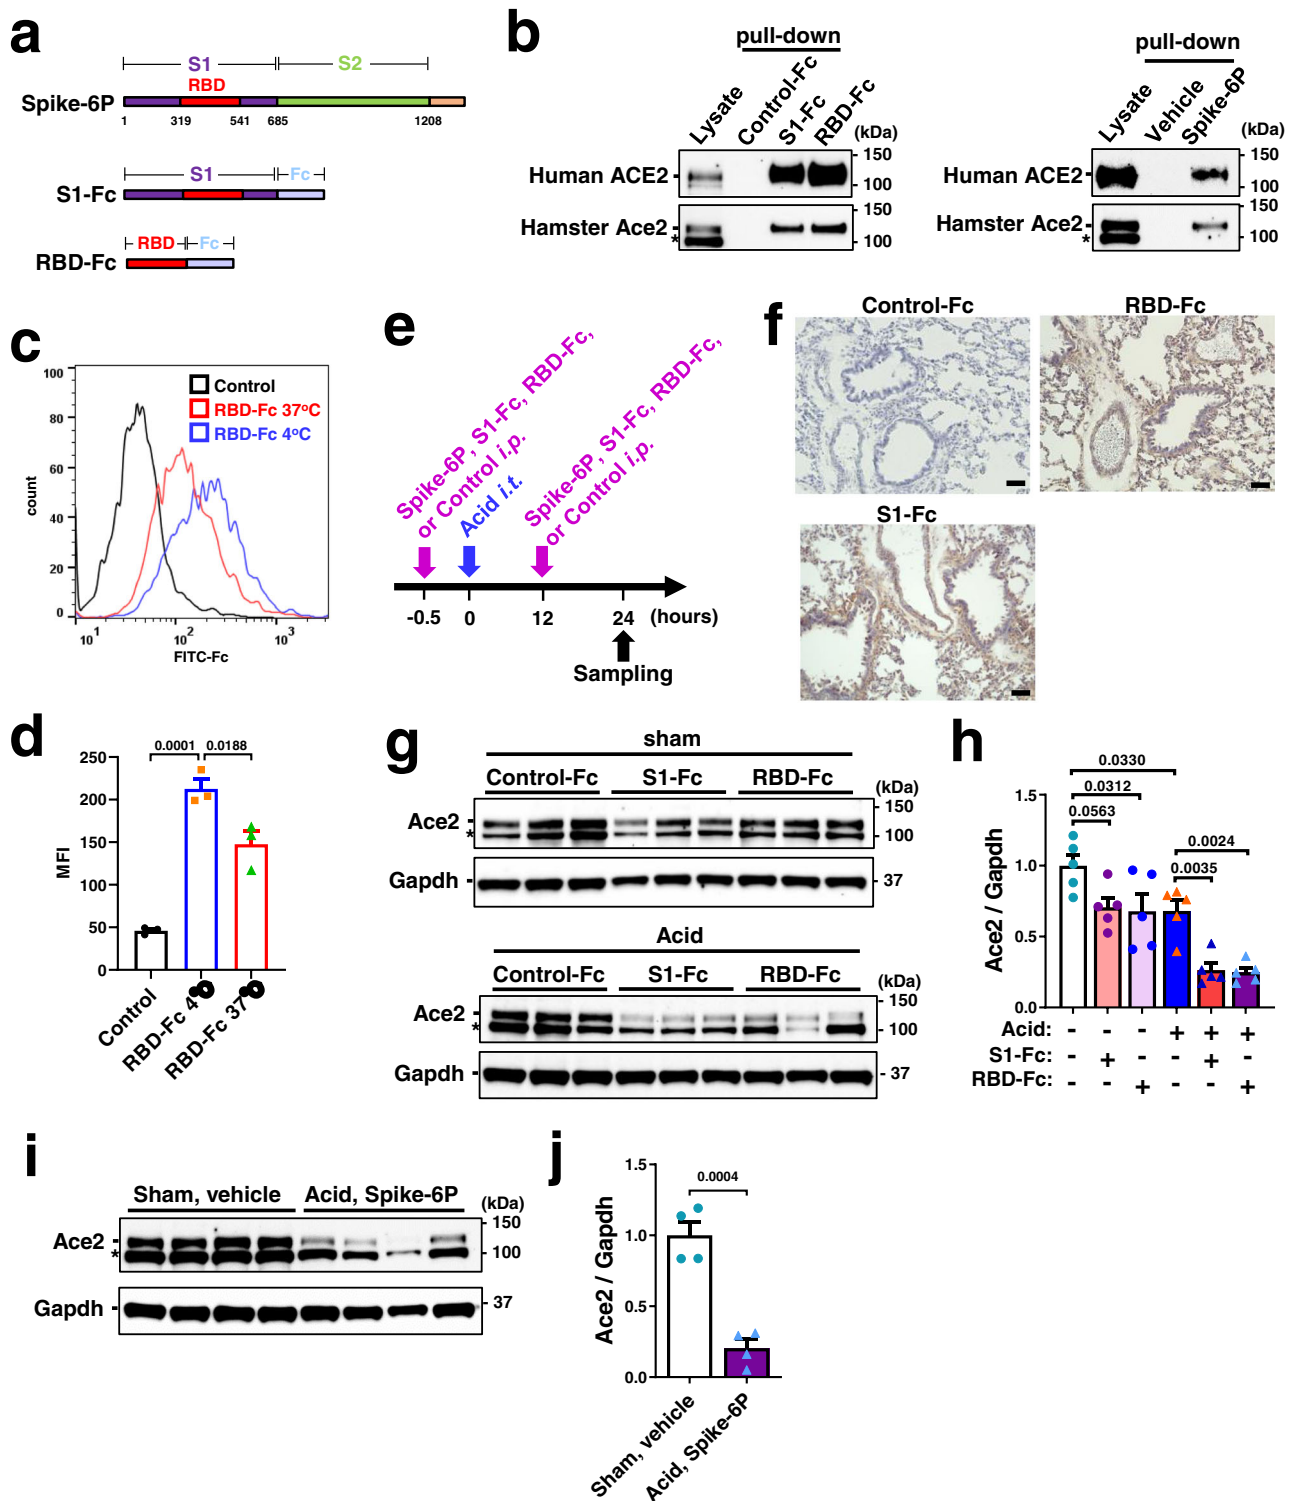 a
S1
S2
RBD
Spike-6P
1 319 541 685 1208
S1
Fc
S1-Fc
RBD
Fc
RBD-Fc
b
pull-down
Lysate
Control-Fc
S1-Fc
RBD-Fc
(kDa)
Human ACE2
150
100
Hamster Ace2
150
*
100
pull-down
Lysate
Vehicle
Spike-6P
(kDa)
Human ACE2
150
100
Hamster Ace2
150
*
100
c
100
80
60
40
20
0
count
Control
RBD-Fc 37ºC
RBD-Fc 4ºC
10¹ 10² 10³
FITC-Fc
d
0.0001 0.0188
250
200
150
100
50
0
MFI
Control
RBD-Fc 4ºC
RBD-Fc 37ºC
e
Spike-6P, S1-Fc, RBD-Fc,
or Control i.p.
Acid i.t.
Spike-6P, S1-Fc, RBD-Fc,
or Control i.p.
-0.5 0 12 24 (hours)
Sampling
f
Control-Fc
RBD-Fc
S1-Fc
g
sham
Control-Fc S1-Fc RBD-Fc
(kDa)
150
Ace2
*
100
Gapdh
37
Acid
Control-Fc S1-Fc RBD-Fc
(kDa)
150
Ace2
*
100
Gapdh
37
h
0.0330
0.0312
0.0563
0.0024
0.0035
1.5
1.0
0.5
0.0
Ace2 / Gapdh
Acid: - - - + + +
S1-Fc: - + - - + -
RBD-Fc: - - + - - +
i
Sham, vehicle Acid, Spike-6P
(kDa)
150
Ace2
*
100
Gapdh
37
j
0.0004
1.5
1.0
0.5
0.0
Ace2 / Gapdh
Sham, vehicle
Acid, Spike-6P